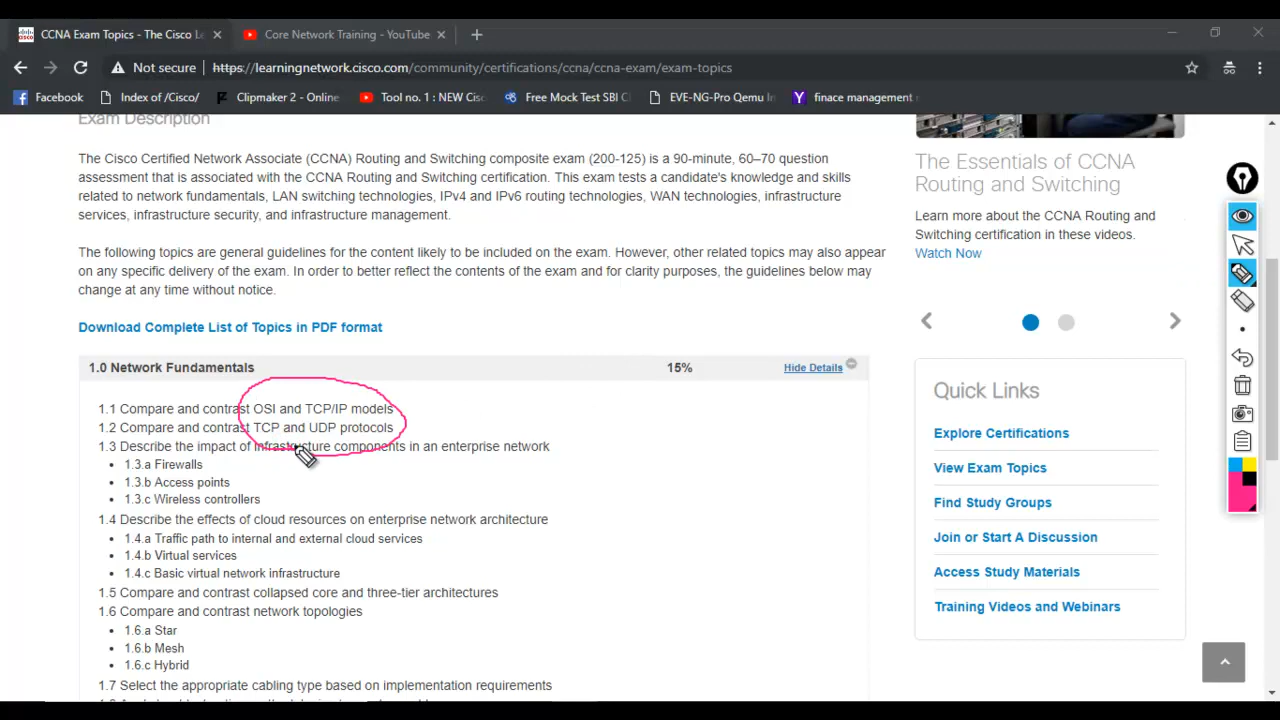 CCNA Exam Topics - The Cisco Le
Core Network Training - YouTube
Not secure | https://learningnetwork.cisco.com/community/certifications/ccna/ccna-exam/exam-topics
Facebook
Index of /Cisco/
Clipmaker 2 - Online
Tool no. 1 : NEW Cisc
Free Mock Test SBI C
EVE-NG-Pro Qemu In
finace management s
Exam Description
The Cisco Certified Network Associate (CCNA) Routing and Switching composite exam (200-125) is a 90-minute, 60–70 question
assessment that is associated with the CCNA Routing and Switching certification. This exam tests a candidate's knowledge and skills
related to network fundamentals, LAN switching technologies, IPv4 and IPv6 routing technologies, WAN technologies, infrastructure
services, infrastructure security, and infrastructure management.
The following topics are general guidelines for the content likely to be included on the exam. However, other related topics may also appear
on any specific delivery of the exam. In order to better reflect the contents of the exam and for clarity purposes, the guidelines below may
change at any time without notice.
Download Complete List of Topics in PDF format
1.0 Network Fundamentals 15% Hide Details
1.1 Compare and contrast OSI and TCP/IP models
1.2 Compare and contrast TCP and UDP protocols
1.3 Describe the impact of infrastructure components in an enterprise network
• 1.3.a Firewalls
• 1.3.b Access points
• 1.3.c Wireless controllers
1.4 Describe the effects of cloud resources on enterprise network architecture
• 1.4.a Traffic path to internal and external cloud services
• 1.4.b Virtual services
• 1.4.c Basic virtual network infrastructure
1.5 Compare and contrast collapsed core and three-tier architectures
1.6 Compare and contrast network topologies
• 1.6.a Star
• 1.6.b Mesh
• 1.6.c Hybrid
1.7 Select the appropriate cabling type based on implementation requirements
The Essentials of CCNA
Routing and Switching
Learn more about the CCNA Routing and
Switching certification in these videos.
Watch Now
Quick Links
Explore Certifications
View Exam Topics
Find Study Groups
Join or Start A Discussion
Access Study Materials
Training Videos and Webinars